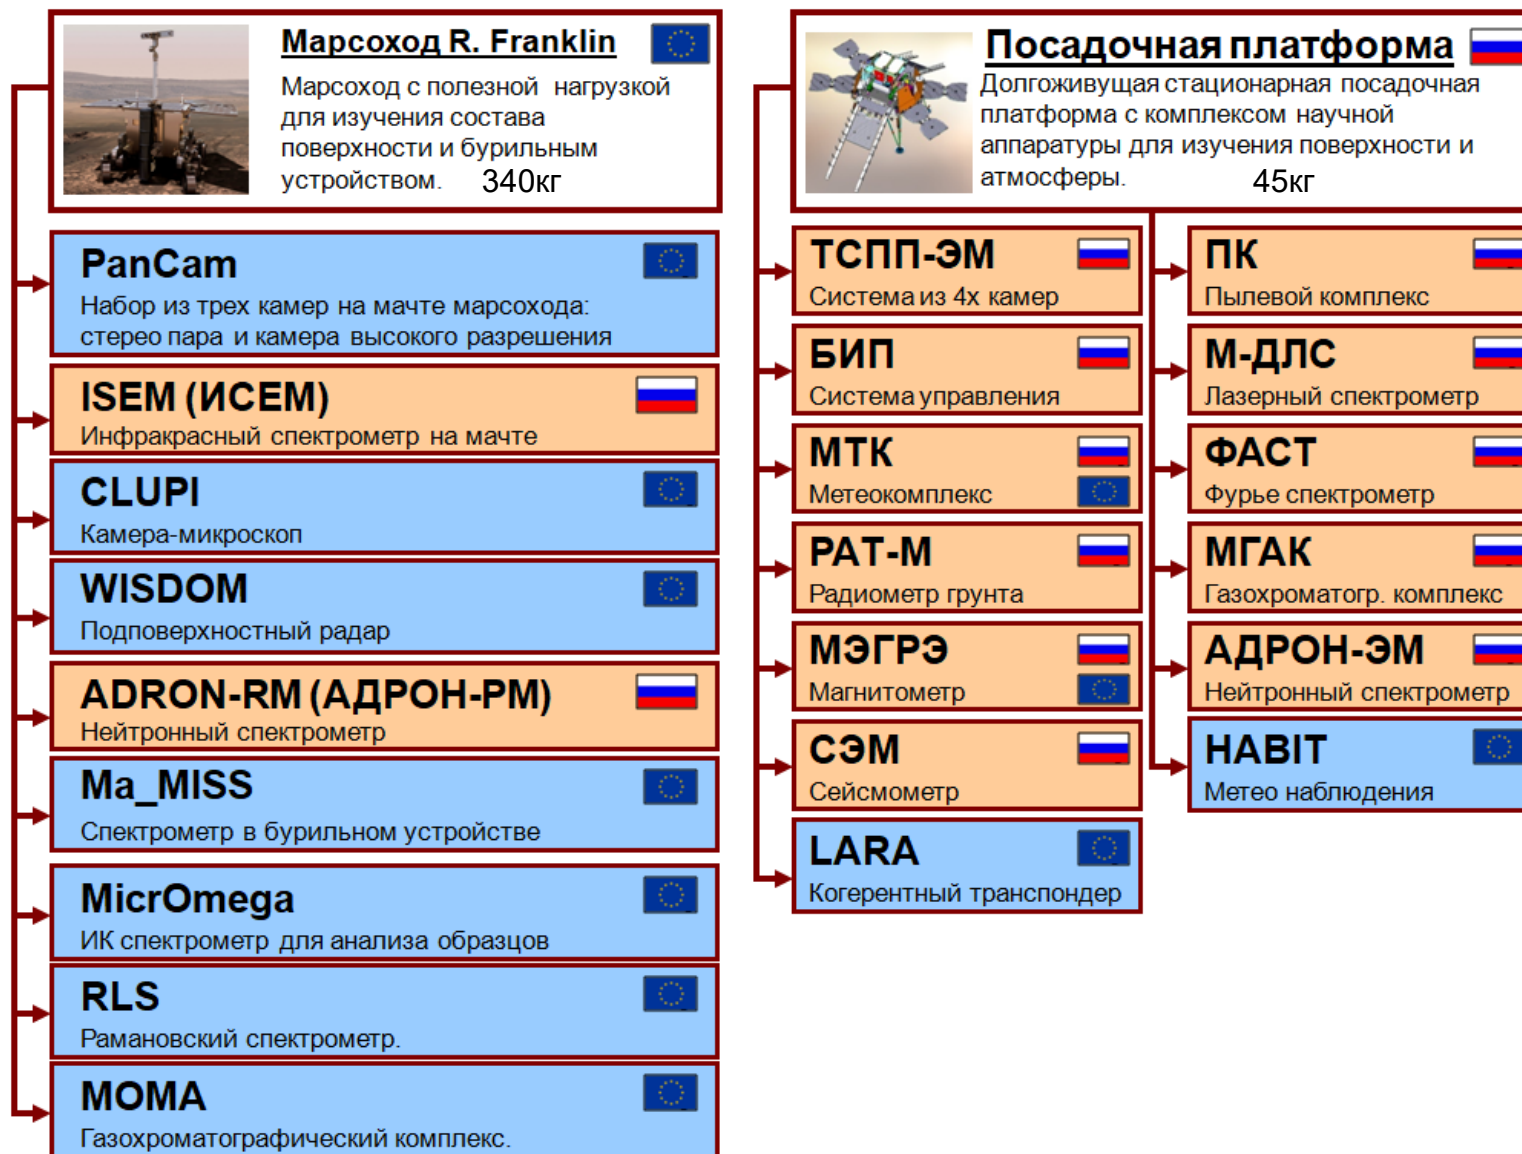 Марсоход R. Franklin
Марсоход с полезной нагрузкой
для изучения состава
поверхности и бурильным
устройством. 340кг
PanCam
Набор из трех камер на мачте марсохода:
стерео пара и камера высокого разрешения
ISEM (ИСЕМ)
Инфракрасный спектрометр на мачте
CLUPI
Камера-микроскоп
WISDOM
Подповерхностный радар
ADRON-RM (АДРОН-РМ)
Нейтронный спектрометр
Ma_MISS
Спектрометр в бурильном устройстве
MicrOmega
ИК спектрометр для анализа образцов
RLS
Рамановский спектрометр.
MOMA
Газохроматографический комплекс.
Посадочная платформа
Долгоживущая стационарная посадочная
платформа с комплексом научной
аппаратуры для изучения поверхности и
атмосферы. 45кг
ТСПП-ЭМ
Система из 4х камер
БИП
Система управления
МТК
Метеокомплекс
РАТ-М
Радиометр грунта
МЭГРЭ
Магнитометр
СЭМ
Сейсмометр
LARA
Когерентный транспондер
ПК
Пылевой комплекс
М-ДЛС
Лазерный спектрометр
ФАСТ
Фурье спектрометр
МГАК
Газохроматогр. комплекс
АДРОН-ЭМ
Нейтронный спектрометр
HABIT
Метео наблюдения